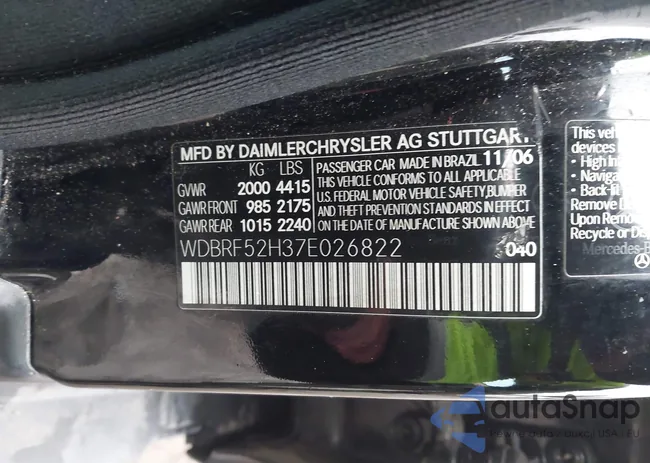 MFD BY DAIMLERCHRYSLER AG STUTTGART
KG LBS
GVWR 2000 4415
GAWR FRONT 985 2175
GAWR REAR 1015 2240
PASSENGER CAR MADE IN BRAZIL 11/06
THIS VEHICLE CONFORMS TO ALL APPLICABLE
U.S. FEDERAL MOTOR VEHICLE SAFETY, BUMPER
AND THEFT PREVENTION STANDARDS IN EFFECT
ON THE DATE OF MANUFACTURE SHOWN ABOVE
WDBRF52H37E026822
040
This veh
devices
• High In
• Naviga
• Back-
Remove D
Upon Rem
Recycle or D
Mercedes-B
autoSnap